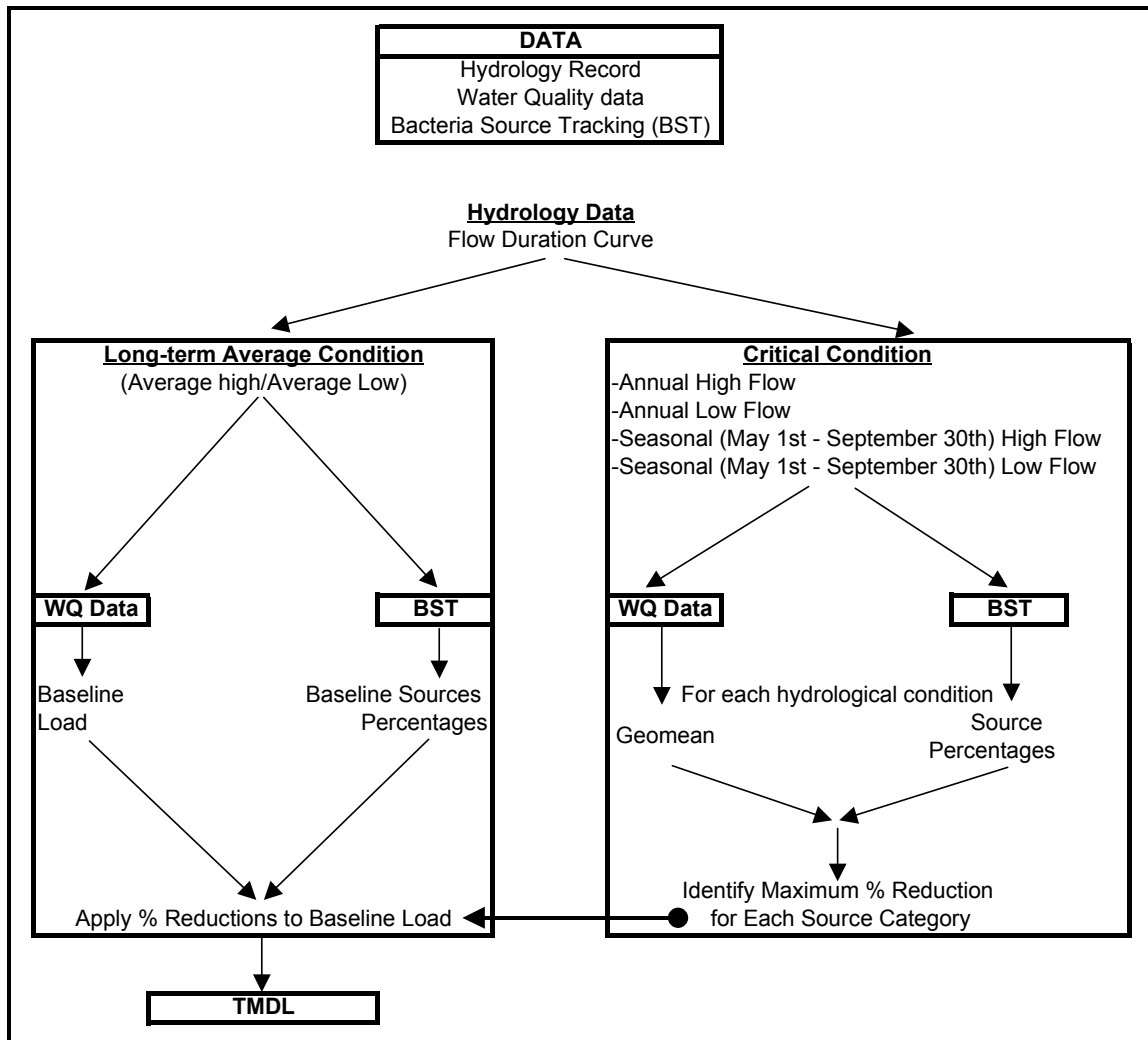 DATA
Hydrology Record
Water Quality data
Bacteria Source Tracking (BST)
Hydrology Data
Flow Duration Curve
Long-term Average Condition
(Average high/Average Low)
WQ Data
BST
Baseline
Load
Baseline Sources
Percentages
Apply % Reductions to Baseline Load
TMDL
Critical Condition
-Annual High Flow
-Annual Low Flow
-Seasonal (May 1st - September 30th) High Flow
-Seasonal (May 1st - September 30th) Low Flow
WQ Data
BST
For each hydrological condition
Geomean
Source
Percentages
Identify Maximum % Reduction
for Each Source Category